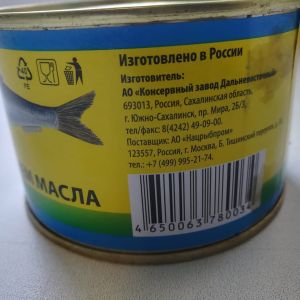 Изготовлено в России
Изготовитель:
АО «Консервный завод Дальневосточный»
693013, Россия, Сахалинская область,
г. Южно-Сахалинск, пр. Мира, 2Б/3,
тел/факс: 8(4242) 49-09-00.
Поставщик: АО «Нацрыбпром»
123557, Россия, г. Москва, Б. Тишинский
тел.: +7 (499) 995-21-74.
PE
М МАСЛА
4 650063 780034